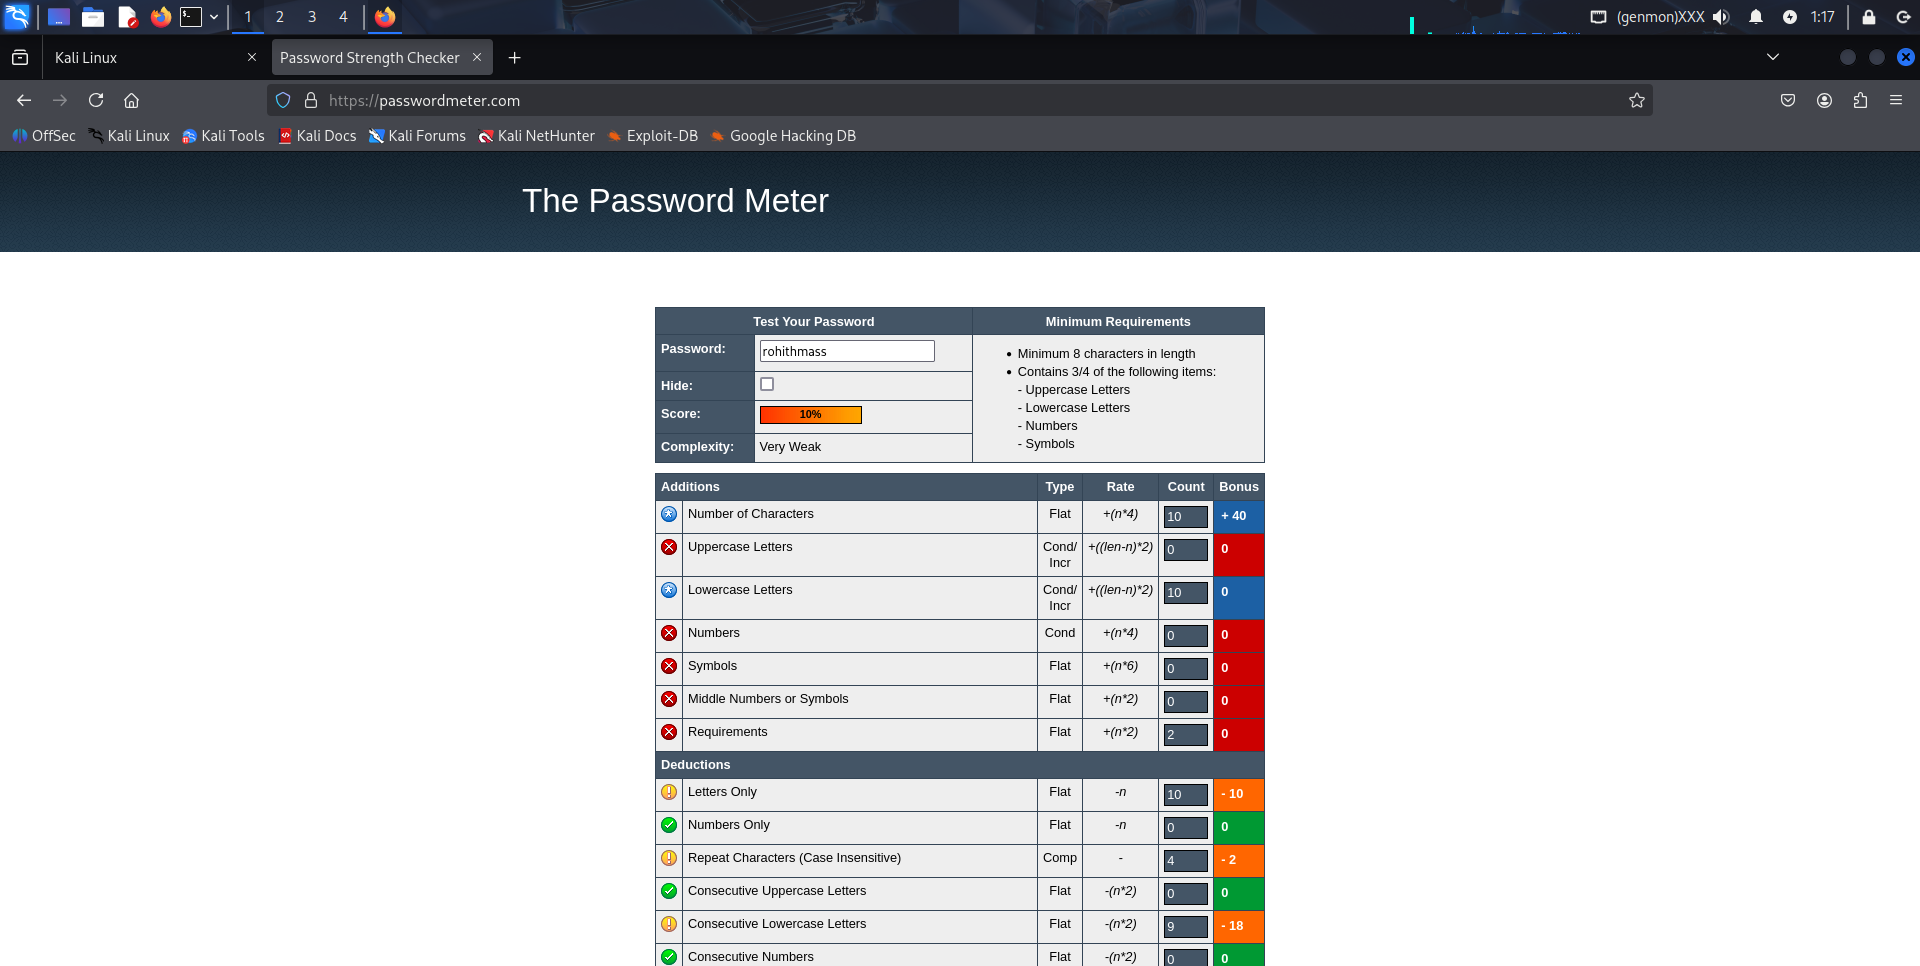 1 2 3 4 (genmon)XXX 1:17
Kali Linux × Password Strength Checker × +
https://passwordmeter.com
OffSec Kali Linux Kali Tools Kali Docs Kali Forums Kali NetHunter Exploit-DB Google Hacking DB
The Password Meter
Test Your Password Minimum Requirements
Password: rohithmass
• Minimum 8 characters in length
• Contains 3/4 of the following items:
- Uppercase Letters
- Lowercase Letters
- Numbers
- Symbols
Hide:
Score: 10%
Complexity: Very Weak
Additions Type Rate Count Bonus
Number of Characters Flat +(n*4) 10 + 40
Uppercase Letters Cond/Incr +((len-n)*2) 0 0
Lowercase Letters Cond/Incr +((len-n)*2) 10 0
Numbers Cond +(n*4) 0 0
Symbols Flat +(n*6) 0 0
Middle Numbers or Symbols Flat +(n*2) 0 0
Requirements Flat +(n*2) 2 0
Deductions
Letters Only Flat -n 10 - 10
Numbers Only Flat -n 0 0
Repeat Characters (Case Insensitive) Comp - 4 - 2
Consecutive Uppercase Letters Flat -(n*2) 0 0
Consecutive Lowercase Letters Flat -(n*2) 9 - 18
Consecutive Numbers Flat -(n*2) 0 0